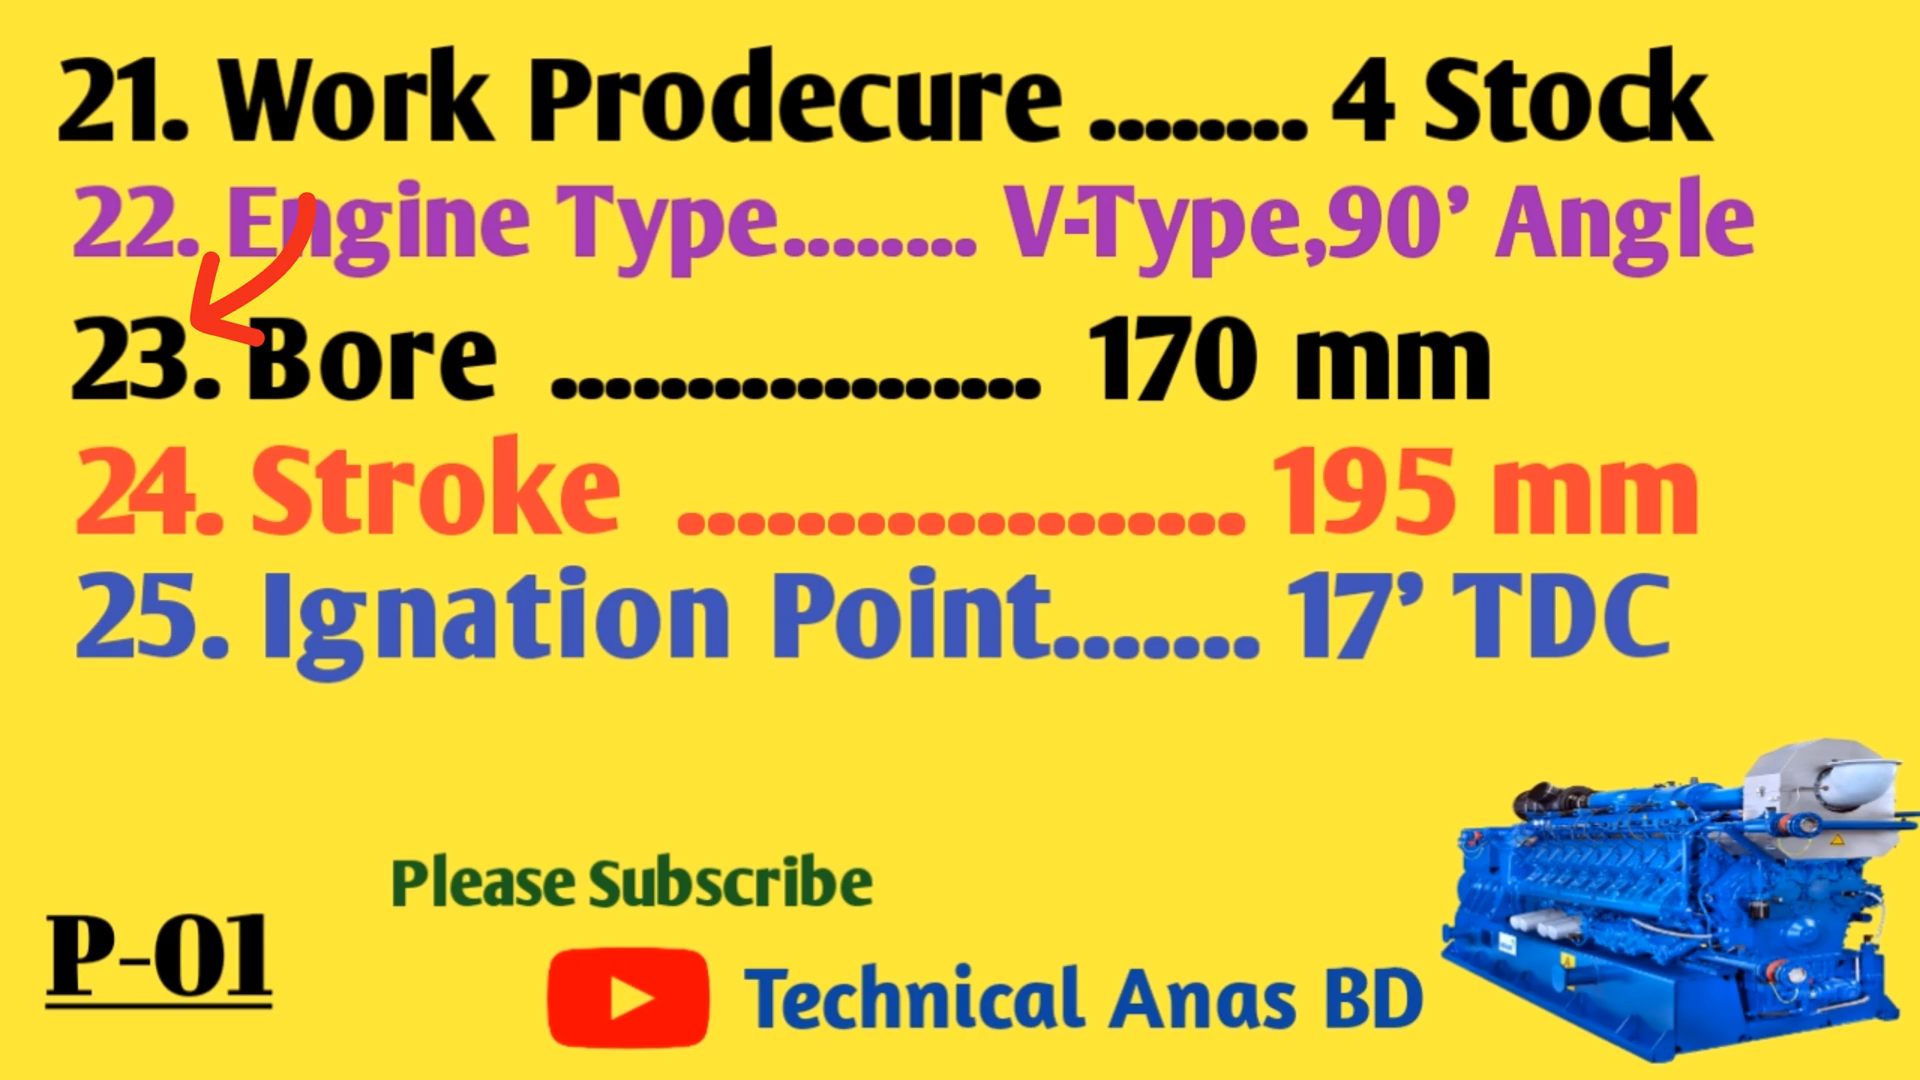 21. Work Prodecure ........ 4 Stock
22. Engine Type........ V-Type,90’ Angle
23. Bore .................. 170 mm
24. Stroke ................... 195 mm
25. Ignation Point....... 17’ TDC
Please Subscribe
P-01
Technical Anas BD